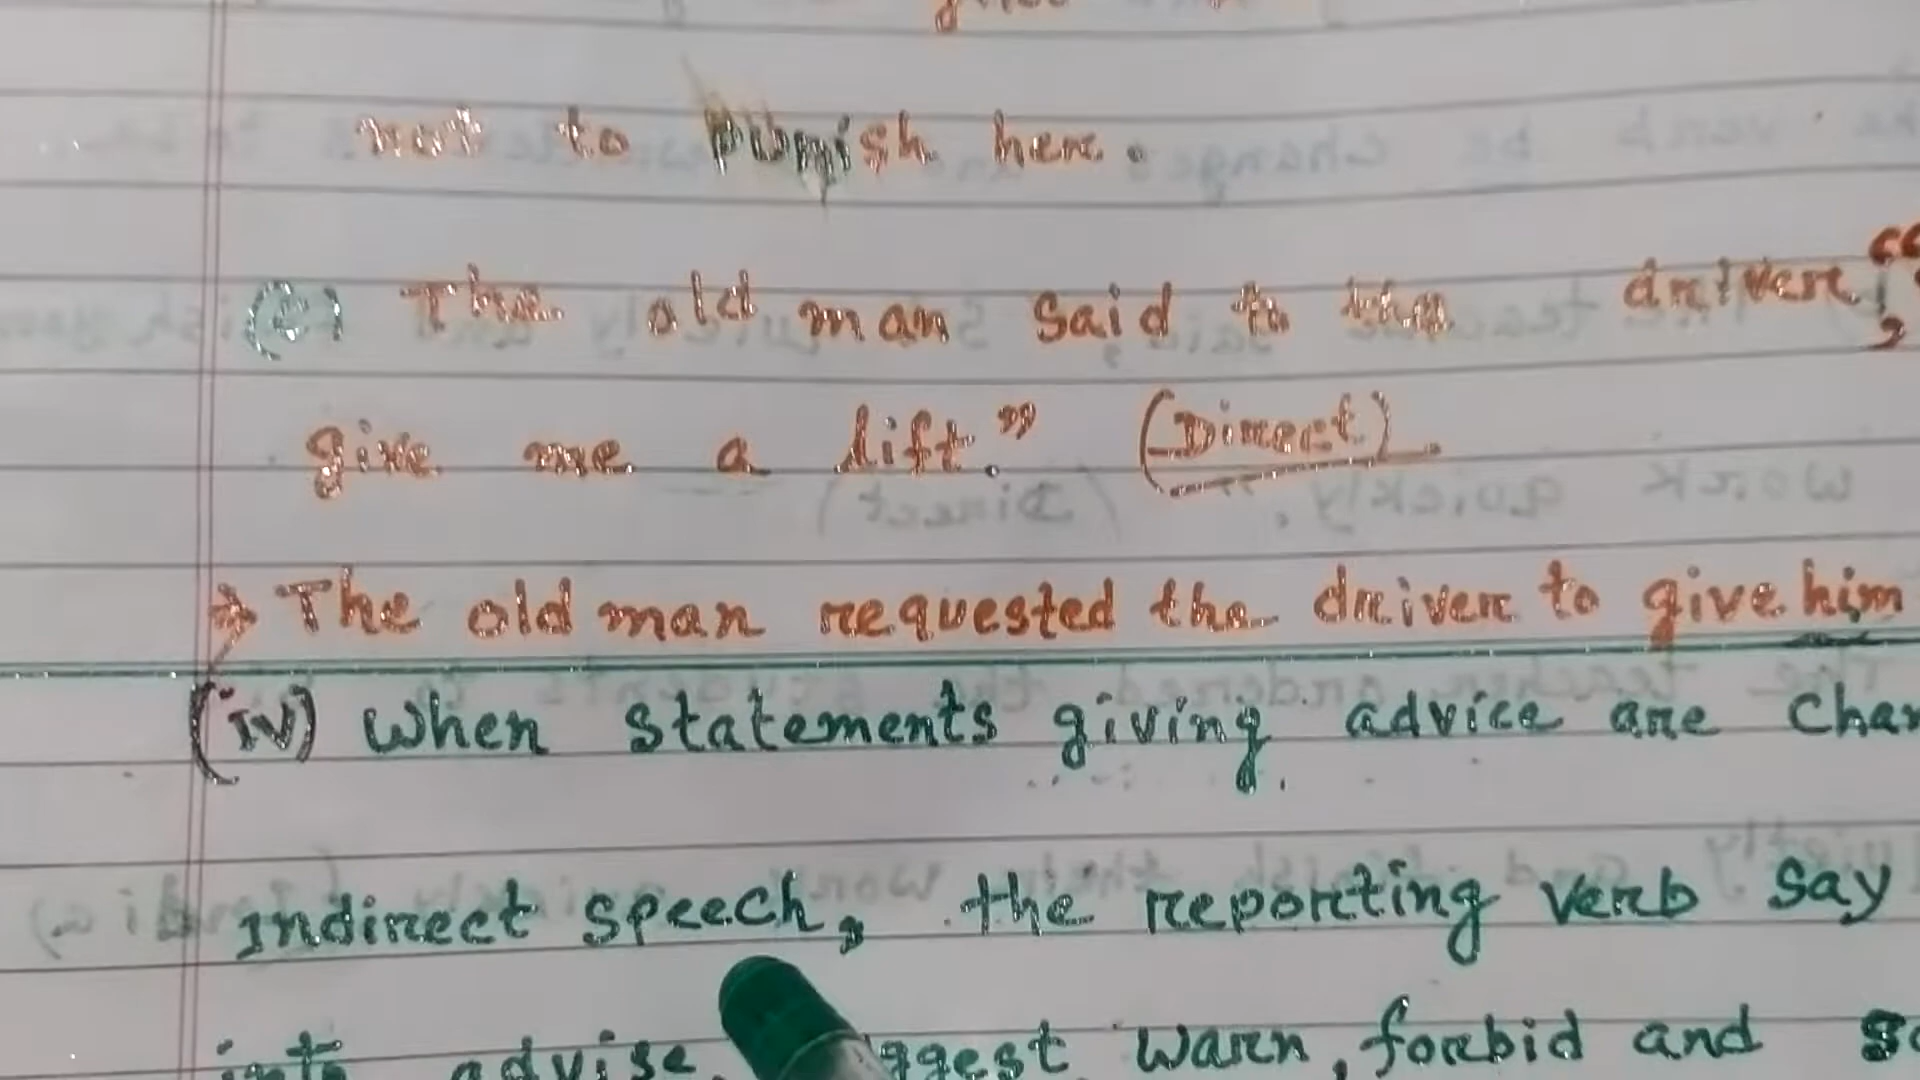 not to punish her.
(c) The old man said to the driver, "
give me a lift." (Direct).
⇒ The old man requested the driver to give him
(iv) When statements giving advice are
Indirect speech, the reporting verb say
into advise, warn, forbid and